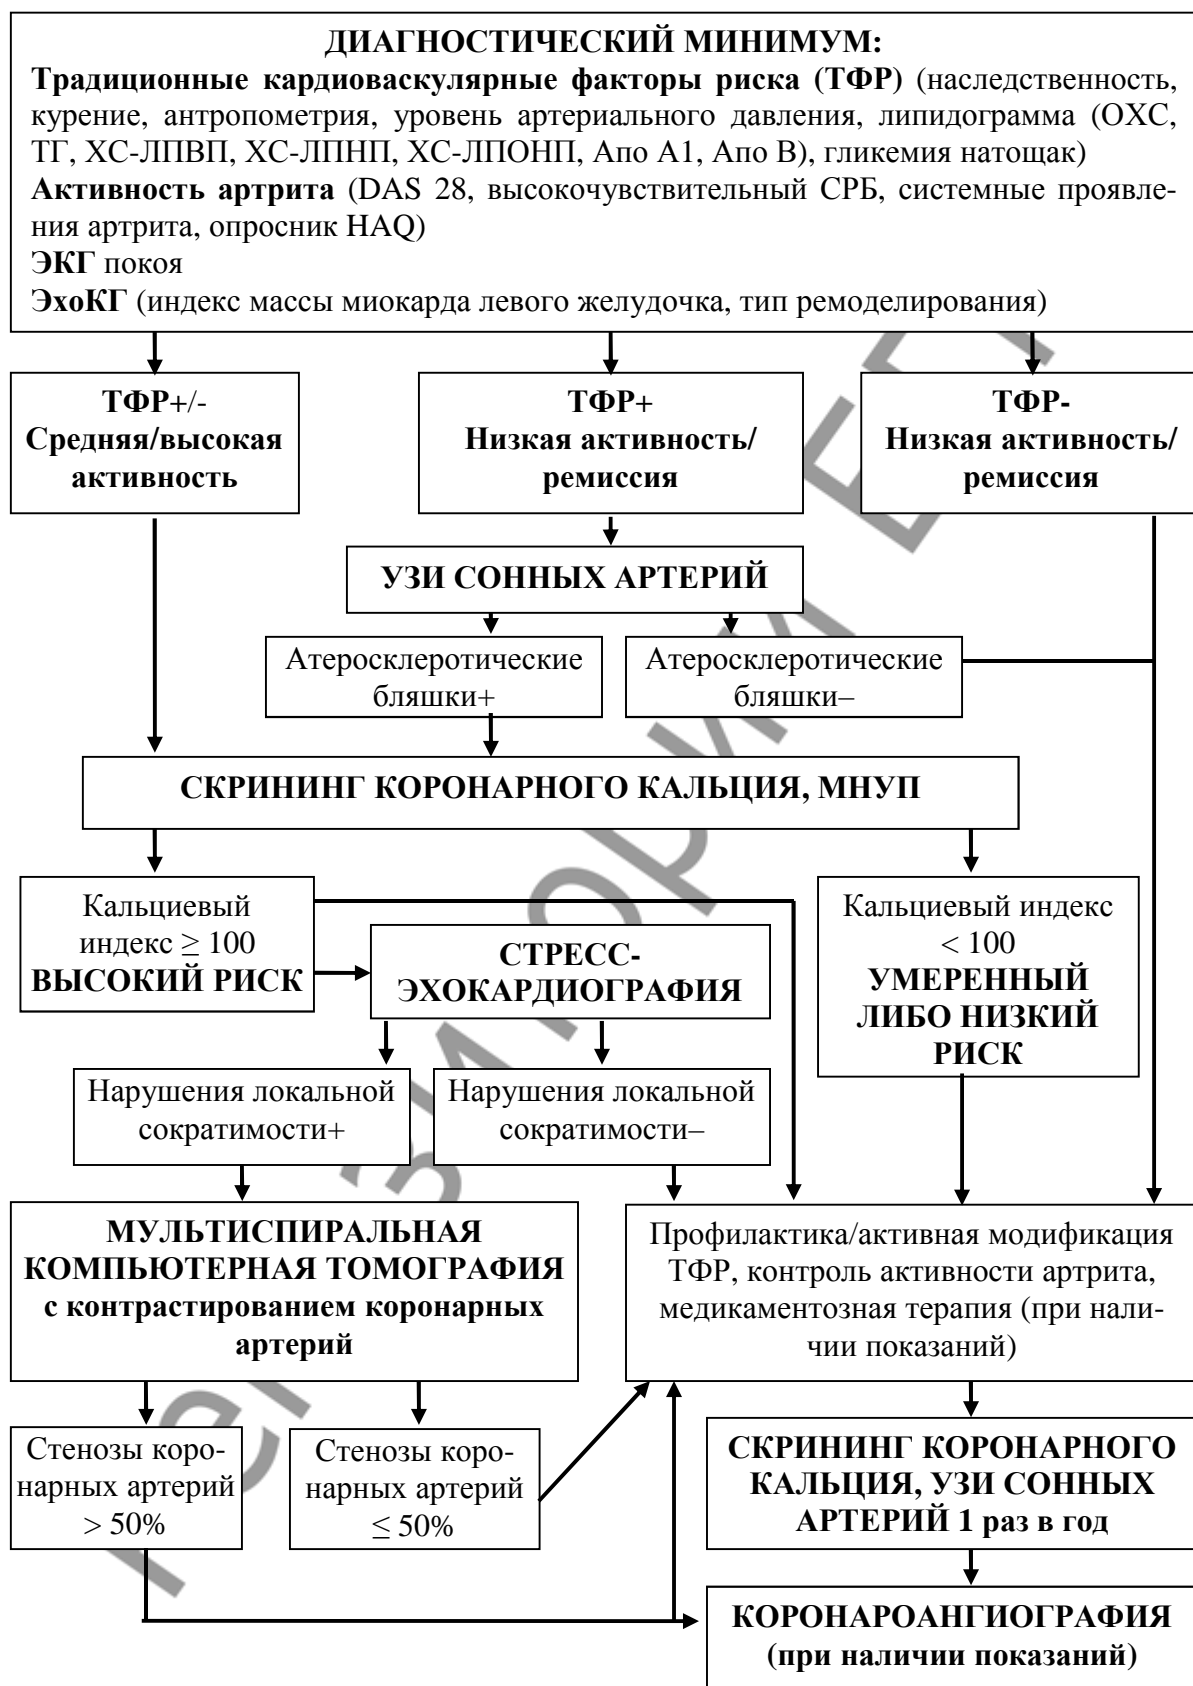 ДИАГНОСТИЧЕСКИЙ МИНИМУМ:
Традиционные кардиоваскулярные факторы риска (ТФР) (наследственность,
курение, антропометрия, уровень артериального давления, липидограмма (ОХС,
ТГ, ХС-ЛПВП, ХС-ЛПНП, ХС-ЛПОНП, Апо А1, Апо В), гликемия натощак)
Активность артрита (DAS 28, высокочувствительный СРБ, системные проявле-
ния артрита, опросник HAQ)
ЭКГ покоя
ЭхоКГ (индекс массы миокарда левого желудочка, тип ремоделирования)
ТФР+/-
Средняя/высокая
активность
ТФР+
Низкая активность/
ремиссия
ТФР-
Низкая активность/
ремиссия
УЗИ СОННЫХ АРТЕРИЙ
Атеросклеротические
бляшки+
Атеросклеротические
бляшки–
СКРИНИНГ КОРОНАРНОГО КАЛЬЦИЯ, МНУП
Кальциевый
индекс ≥ 100
ВЫСОКИЙ РИСК
СТРЕСС-
ЭХОКАРДИОГРАФИЯ
Кальциевый индекс
< 100
УМЕРЕННЫЙ
ЛИБО НИЗКИЙ
РИСК
Нарушения локальной
сократимости+
Нарушения локальной
сократимости–
МУЛЬТИСПИРАЛЬНАЯ
КОМПЬЮТЕРНАЯ ТОМОГРАФИЯ
с контрастированием коронарных
артерий
Профилактика/активная модификация
ТФР, контроль активности артрита,
медикаментозная терапия (при нали-
чии показаний)
Стенозы коро-
нарных артерий
> 50%
Стенозы коро-
нарных артерий
≤ 50%
СКРИНИНГ КОРОНАРНОГО
КАЛЬЦИЯ, УЗИ СОННЫХ
АРТЕРИЙ 1 раз в год
КОРОНАРОАНГИОГРАФИЯ
(при наличии показаний)